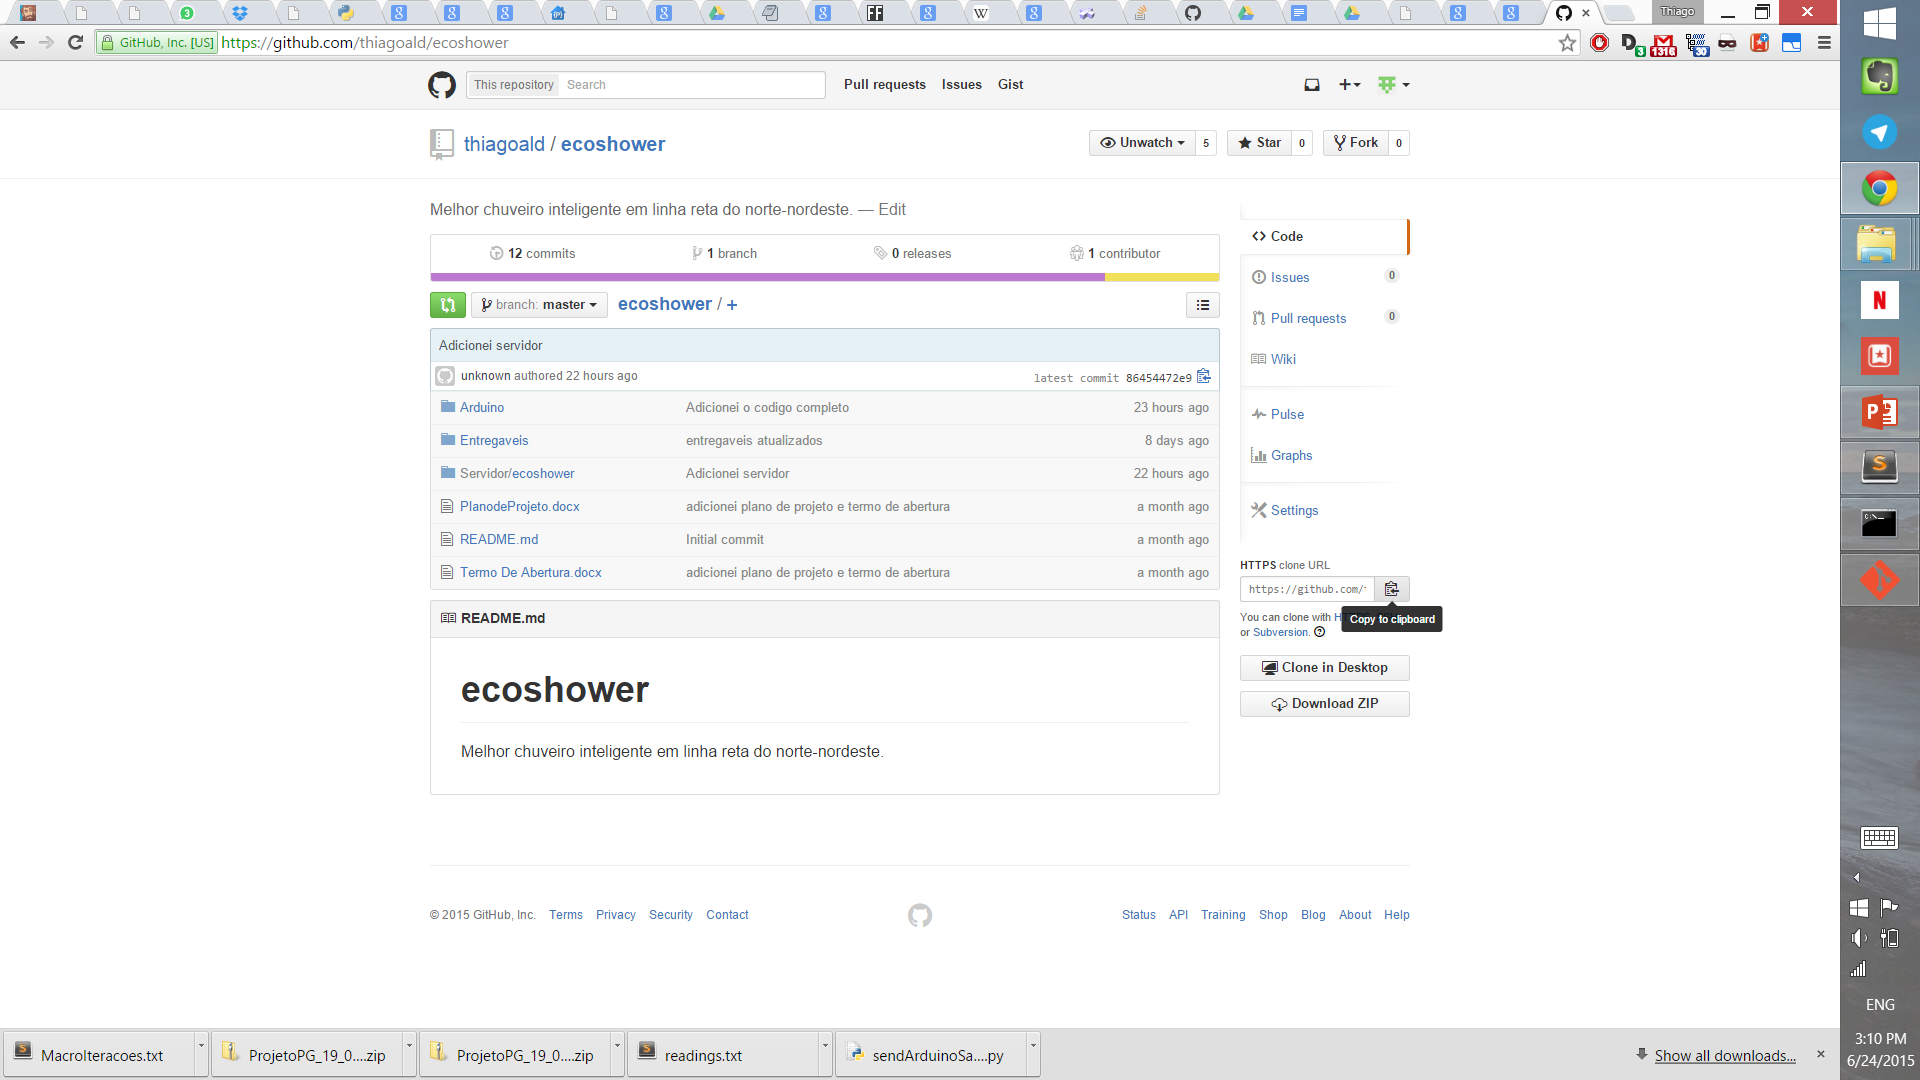 Thiago
GitHub, Inc. [US] https://github.com/thiagoald/ecoshower
3
1316
30
This repository Search
Pull requests Issues Gist
thiagoald / ecoshower
Unwatch 5
Star 0
Fork 0
Melhor chuveiro inteligente em linha reta do norte-nordeste. — Edit
12 commits
1 branch
0 releases
1 contributor
branch: master ecoshower / +
Adicionei servidor
unknown authored 22 hours ago
latest commit 86454472e9
Arduino Adicionei o codigo completo 23 hours ago
Entregaveis entregaveis atualizados 8 days ago
Servidor/ecoshower Adicionei servidor 22 hours ago
PlanodeProjeto.docx adicionei plano de projeto e termo de abertura a month ago
README.md Initial commit a month ago
Termo De Abertura.docx adicionei plano de projeto e termo de abertura a month ago
README.md
ecoshower
Melhor chuveiro inteligente em linha reta do norte-nordeste.
Code
Issues 0
Pull requests 0
Wiki
Pulse
Graphs
Settings
HTTPS clone URL
https://github.com/
You can clone with
Copy to clipboard
or Subversion.
Clone in Desktop
Download ZIP
© 2015 GitHub, Inc. Terms Privacy Security Contact
Status API Training Shop Blog About Help
MacroIteracoes.txt
ProjetoPG_19_0....zip
ProjetoPG_19_0....zip
readings.txt
sendArduinoSa....py
Show all downloads...
ENG
3:10 PM
6/24/2015